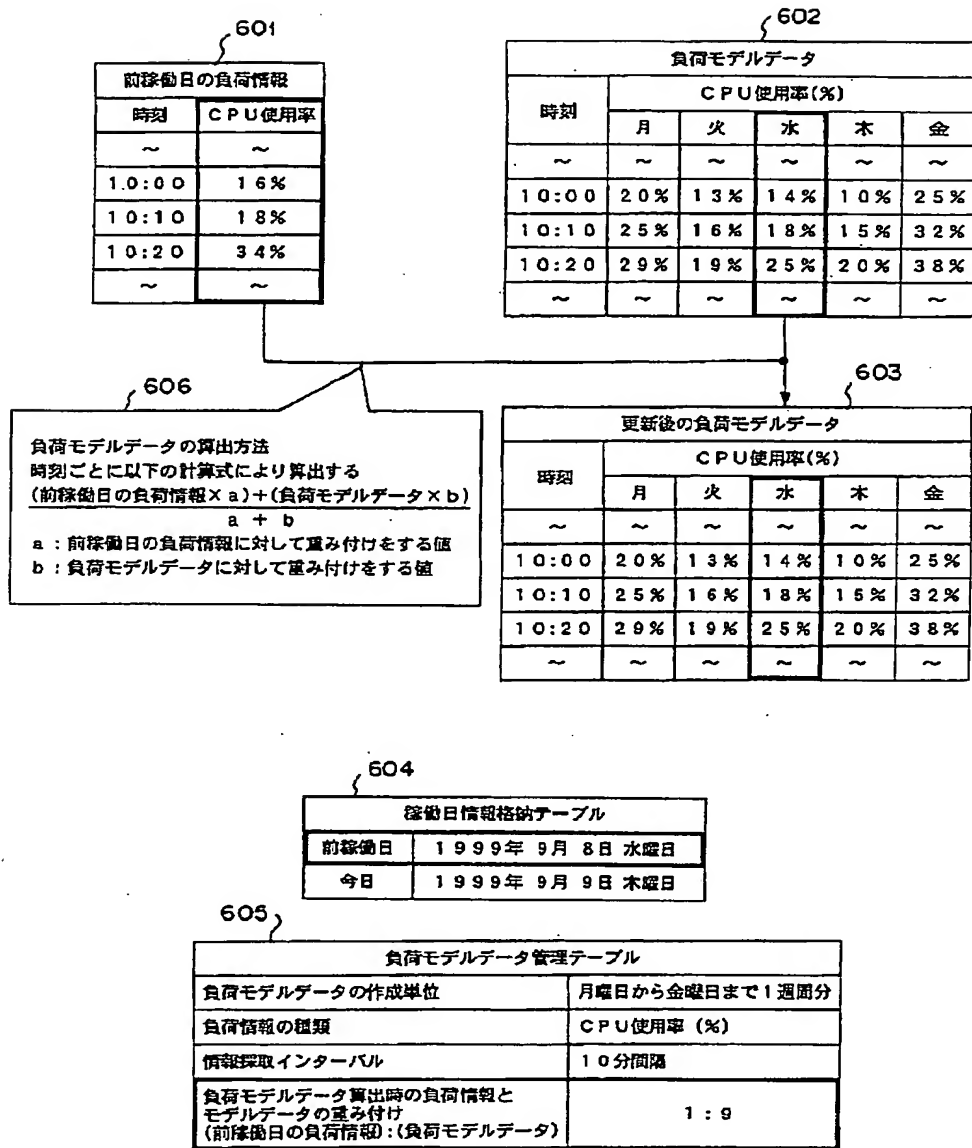 601
前稼働日の負荷情報
時刻 CPU使用率
~ ~
10:00 16%
10:10 18%
10:20 34%
~ ~
602
負荷モデルデータ
時刻 CPU使用率(%)
月 火 水 木 金
~ ~ ~ ~ ~ ~
10:00 20% 13% 14% 10% 25%
10:10 25% 16% 18% 15% 32%
10:20 29% 19% 25% 20% 38%
~ ~ ~ ~ ~ ~
606
負荷モデルデータの算出方法
時刻ごとに以下の計算式により算出する
(前稼働日の負荷情報×a)+(負荷モデルデータ×b)
a + b
a:前稼働日の負荷情報に対して重み付けをする値
b:負荷モデルデータに対して重み付けをする値
603
更新後の負荷モデルデータ
時刻 CPU使用率(%)
月 火 水 木 金
~ ~ ~ ~ ~ ~
10:00 20% 13% 14% 10% 25%
10:10 25% 16% 18% 15% 32%
10:20 29% 19% 25% 20% 38%
~ ~ ~ ~ ~ ~
604
稼働日情報格納テーブル
前稼働日 1999年 9月 8日 水曜日
今日 1999年 9月 9日 木曜日
605
負荷モデルデータ管理テーブル
負荷モデルデータの作成単位 月曜日から金曜日まで1週間分
負荷情報の種類 CPU使用率 (%)
情報採取インターバル 10分間隔
負荷モデルデータ算出時の負荷情報と
モデルデータの重み付け
(前稼働日の負荷情報):(負荷モデルデータ) 1:9